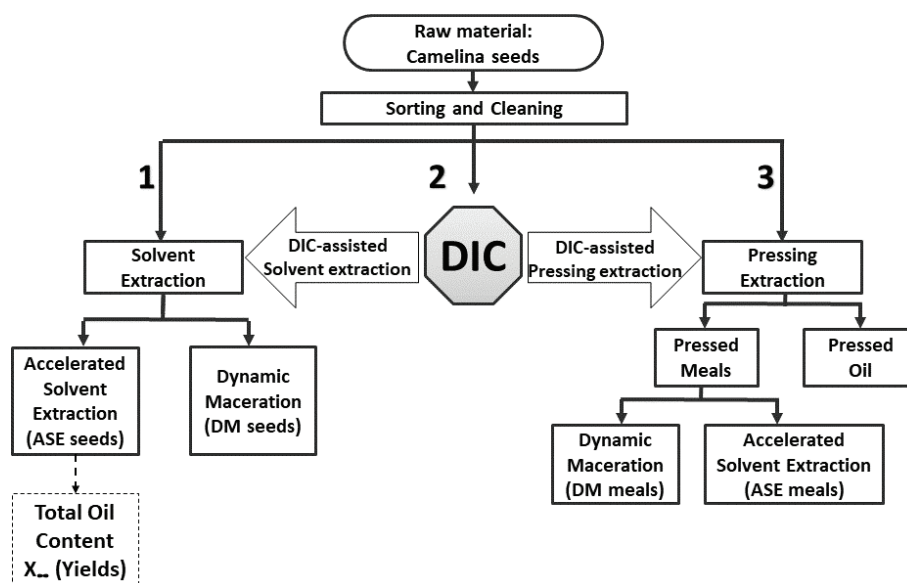 Raw material:
Camelina seeds
Sorting and Cleaning
1
2
3
DIC-assisted
Solvent extraction
DIC
DIC-assisted
Pressing extraction
Solvent
Extraction
Pressing
Extraction
Accelerated
Solvent
Extraction
(ASE seeds)
Dynamic
Maceration
(DM seeds)
Pressed
Meals
Pressed
Oil
Dynamic
Maceration
(DM meals)
Accelerated
Solvent Extraction
(ASE meals)
Total Oil
Content
X (Yields)